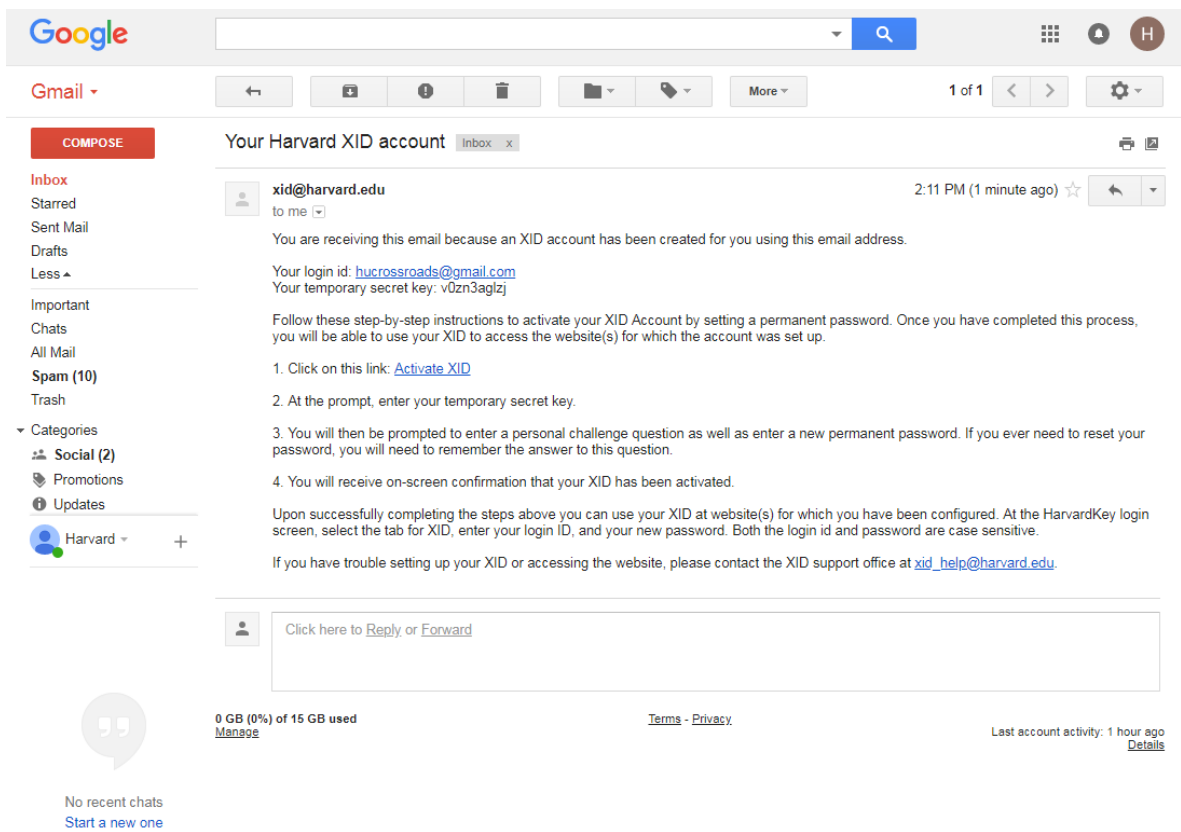 Google
H
Gmail
More
1 of 1
COMPOSE
Your Harvard XID account Inbox x
Inbox
Starred
Sent Mail
Drafts
Less
Important
Chats
All Mail
Spam (10)
Trash
Categories
Social (2)
Promotions
Updates
Harvard
xid@harvard.edu
2:11 PM (1 minute ago)
to me
You are receiving this email because an XID account has been created for you using this email address.
Your login id: hucrossroads@gmail.com
Your temporary secret key: v0zn3aglzj
Follow these step-by-step instructions to activate your XID Account by setting a permanent password. Once you have completed this process,
you will be able to use your XID to access the website(s) for which the account was set up.
1. Click on this link: Activate XID
2. At the prompt, enter your temporary secret key.
3. You will then be prompted to enter a personal challenge question as well as enter a new permanent password. If you ever need to reset your
password, you will need to remember the answer to this question.
4. You will receive on-screen confirmation that your XID has been activated.
Upon successfully completing the steps above you can use your XID at website(s) for which you have been configured. At the HarvardKey login
screen, select the tab for XID, enter your login ID, and your new password. Both the login id and password are case sensitive.
If you have trouble setting up your XID or accessing the website, please contact the XID support office at xid_help@harvard.edu.
Click here to Reply or Forward
0 GB (0%) of 15 GB used
Manage
Terms - Privacy
Last account activity: 1 hour ago
Details
No recent chats
Start a new one